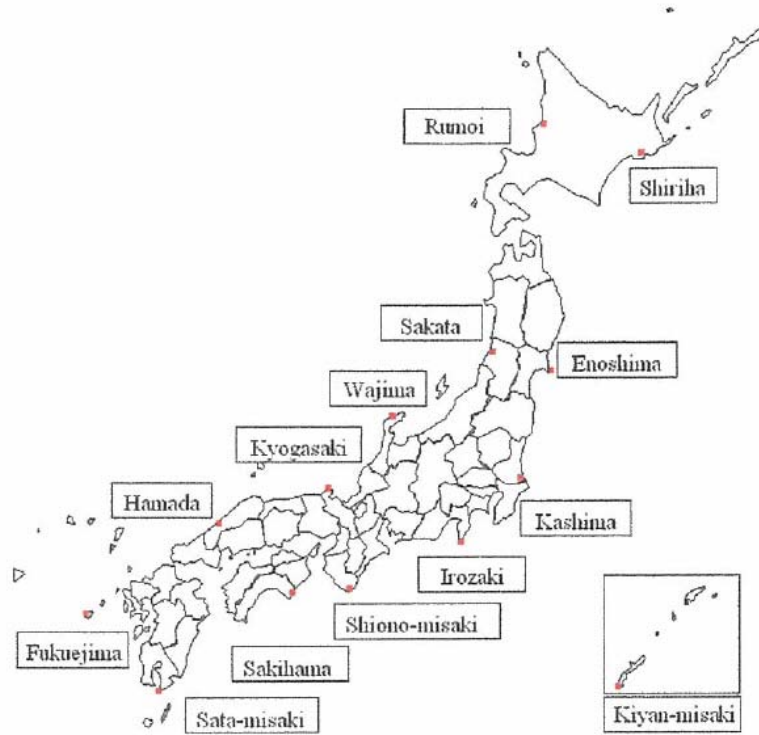 Rumoi
Shiriha
Sakata
Enoshima
Wajima
Kyogasaki
Hamada
Kashima
Irozaki
Shiono-misaki
Fukuejima
Sakihama
Sata-misaki
Kiyan-misaki